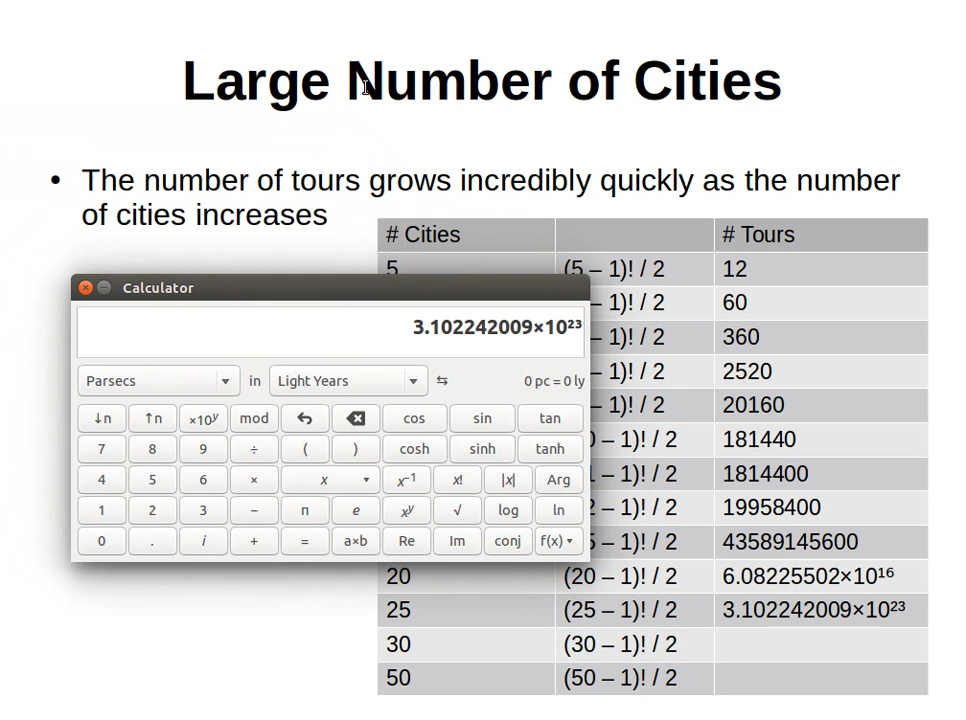 Large Number of Cities
• The number of tours grows incredibly quickly as the number
of cities increases
# Cities # Tours
5 (5 – 1)! / 2 12
– 1)! / 2 60
– 1)! / 2 360
– 1)! / 2 2520
– 1)! / 2 20160
0 – 1)! / 2 181440
1 – 1)! / 2 1814400
2 – 1)! / 2 19958400
5 – 1)! / 2 43589145600
20 (20 – 1)! / 2 6.08225502×10¹⁶
25 (25 – 1)! / 2 3.102242009×10²³
30 (30 – 1)! / 2
50 (50 – 1)! / 2
Calculator
3.102242009×10²³
Parsecs in Light Years ⇆ 0 pc = 0 ly
↓n ↑n ×10ʸ mod cos sin tan
7 8 9 ÷ ( ) cosh sinh tanh
4 5 6 × x x⁻¹ x! |x| Arg
1 2 3 − π e xʸ √ log ln
0 . i + = a×b Re Im conj f(x)